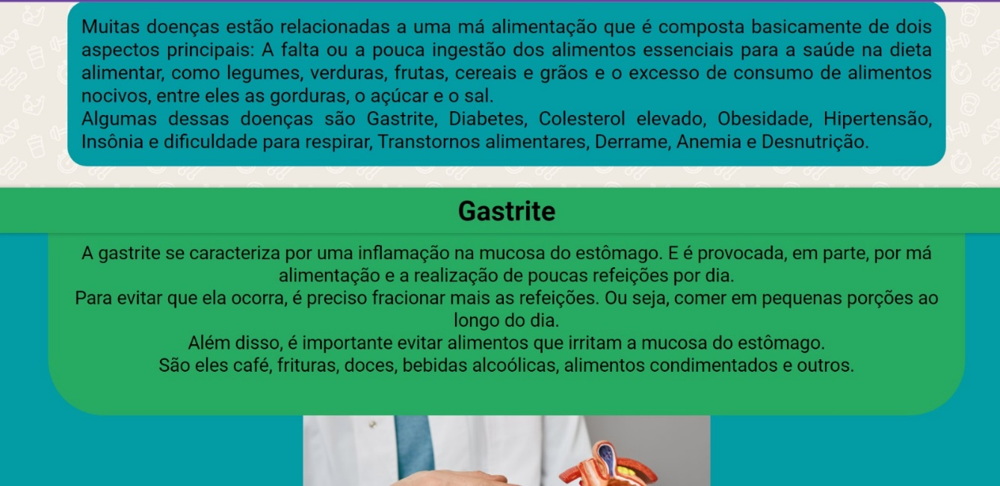 Muitas doenças estão relacionadas a uma má alimentação que é composta basicamente de dois
aspectos principais: A falta ou a pouca ingestão dos alimentos essenciais para a saúde na dieta
alimentar, como legumes, verduras, frutas, cereais e grãos e o excesso de consumo de alimentos
nocivos, entre eles as gorduras, o açúcar e o sal.
Algumas dessas doenças são Gastrite, Diabetes, Colesterol elevado, Obesidade, Hipertensão,
Insônia e dificuldade para respirar, Transtornos alimentares, Derrame, Anemia e Desnutrição.
Gastrite
A gastrite se caracteriza por uma inflamação na mucosa do estômago. E é provocada, em parte, por má
alimentação e a realização de poucas refeições por dia.
Para evitar que ela ocorra, é preciso fracionar mais as refeições. Ou seja, comer em pequenas porções ao
longo do dia.
Além disso, é importante evitar alimentos que irritam a mucosa do estômago.
São eles café, frituras, doces, bebidas alcoólicas, alimentos condimentados e outros.